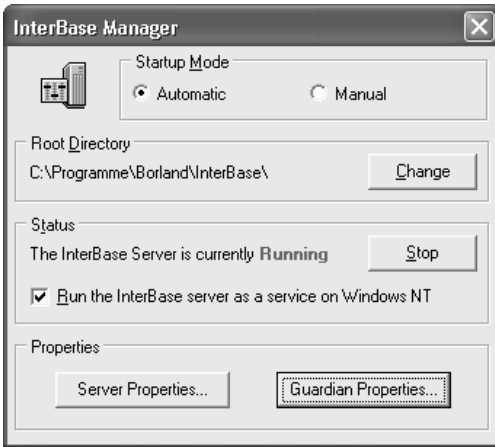 InterBase Manager
Startup Mode
Automatic Manual
Root Directory
C:\Programme\Borland\InterBase\ Change
Status
The InterBase Server is currently Running Stop
Run the InterBase server as a service on Windows NT
Properties
Server Properties... Guardian Properties...